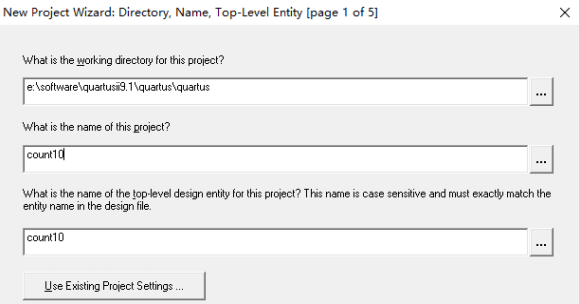 New Project Wizard: Directory, Name, Top-Level Entity [page 1 of 5]
What is the working directory for this project?
e:\software\quartusii9.1\quartus\quartus
...
What is the name of this project?
count10
...
What is the name of the top-level design entity for this project? This name is case sensitive and must exactly match the
entity name in the design file.
count10
...
Use Existing Project Settings ...